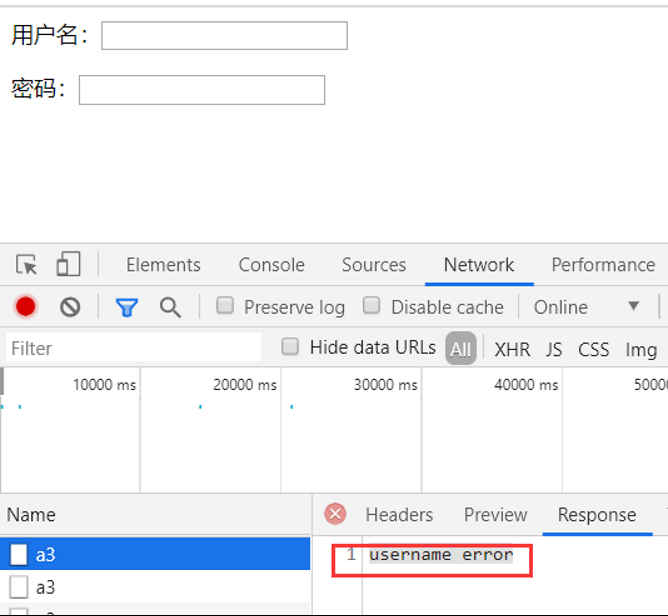 用户名：
密码：
Elements Console Sources Network Performance
Preserve log Disable cache Online
Filter Hide data URLs All XHR JS CSS Img
10000 ms 20000 ms 30000 ms 40000 ms 5000
Name Headers Preview Response
a3 1 username error
a3